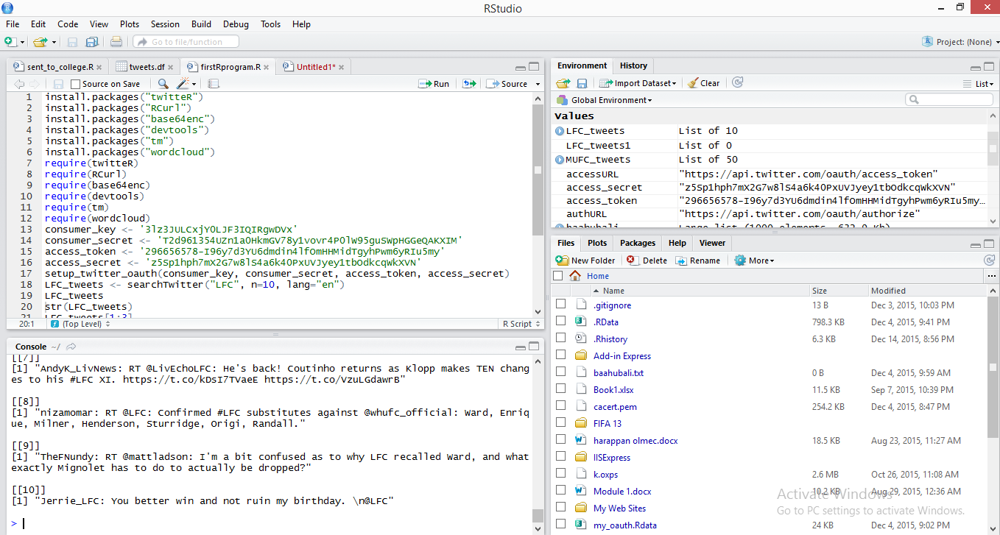 RStudio
File Edit Code View Plots Session Build Debug Tools Help
Go to file/function
Project: (None)
sent_to_college.R tweets.df firstRprogram.R Untitled1*
Source on Save Run Source
1 install.packages("twitteR")
2 install.packages("RCurl")
3 install.packages("base64enc")
4 install.packages("devtools")
5 install.packages("tm")
6 install.packages("wordcloud")
7 require(twitteR)
8 require(RCurl)
9 require(base64enc)
10 require(devtools)
11 require(tm)
12 require(wordcloud)
13 consumer_key <- '3lz3JULCxjYOLJF3IQIRgwDVx'
14 consumer_secret <- 'T2d961354UZn1a0HkmGV78y1vovr4P0lW95guSWpHGGeQAKXIM'
15 access_token <- '296656578-I96y7d3YU6dmdin4lfOmHHMidTgyhPwm6yRIu5my'
16 access_secret <- 'z5Sp1hph7mX2G7w8lS4a6k4OPxUVJyey1tbOdkcqWkXVN'
17 setup_twitter_oauth(consumer_key, consumer_secret, access_token, access_secret)
18 LFC_tweets <- searchTwitter("LFC", n=10, lang="en")
19 LFC_tweets
20 str(LFC_tweets)
21 LFC_tweets[1:3]
20:1 (Top Level) R Script
Console ~/
[[7]]
[1] "AndyK_LivNews: RT @LivEchoLFC: He's back! Coutinho returns as Klopp makes TEN chang
es to his #LFC XI. https://t.co/kDsI7TVaeE https://t.co/VzuLGdawrB"
[[8]]
[1] "nizamomar: RT @LFC: Confirmed #LFC substitutes against @whufc_official: Ward, Enriq
ue, Milner, Henderson, Sturridge, Origi, Randall."
[[9]]
[1] "TheFNundy: RT @mattladson: I'm a bit confused as to why LFC recalled Ward, and what
exactly Mignolet has to do to actually be dropped?"
[[10]]
[1] "Jerrie_LFC: You better win and not ruin my birthday. \n@LFC"
>
Environment History
Import Dataset Clear List
Global Environment
Values
LFC_tweets List of 10
LFC_tweets1 List of 0
MUFC_tweets List of 50
accessURL "https://api.twitter.com/oauth/access_token"
access_secret "z5Sp1hph7mX2G7w8lS4a6k4OPxUVJyey1tbOdkcqWkXVN"
access_token "296656578-I96y7d3YU6dmdin4lfOmHHMidTgyhPwm6yRIu5my…
authURL "https://api.twitter.com/oauth/authorize"
baahubali Large list (1000 elements,
Files Plots Packages Help Viewer
New Folder Delete Rename More
Home
Name Size Modified
.gitignore 13 B Dec 3, 2015, 10:03 PM
.RData 798.3 KB Dec 4, 2015, 9:41 PM
.Rhistory 6.3 KB Dec 14, 2015, 8:56 PM
Add-in Express
baahubali.txt 0 B Dec 4, 2015, 9:59 AM
Book1.xlsx 11.5 KB Sep 7, 2015, 10:39 PM
cacert.pem 254.2 KB Dec 4, 2015, 8:47 PM
FIFA 13
harappan olmec.docx 18.5 KB Aug 23, 2015, 11:27 AM
IISExpress
k.oxps 2.6 MB Oct 26, 2015, 11:08 AM
Module 1.docx 10.2 KB Aug 29, 2015, 12:36 AM
My Web Sites
my_oauth.Rdata 24 KB Dec 4, 2015, 9:02 PM
Activate Windows
Go to PC settings to activate Windows.